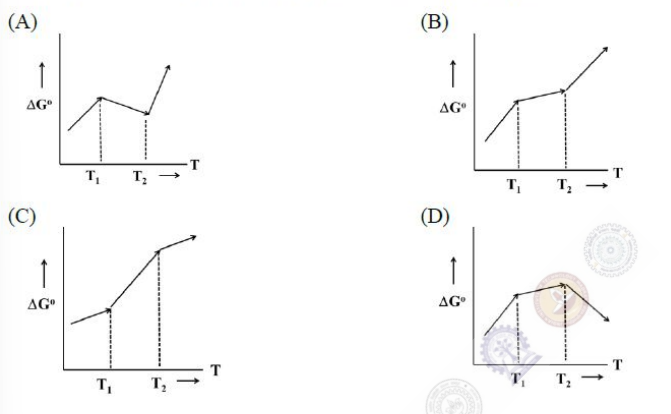 (A)
ΔG°
T₁ T₂ T
(B)
ΔG°
T₁ T₂ T
(C)
ΔG°
T₁ T₂ T
(D)
ΔG°
T₁ T₂ T